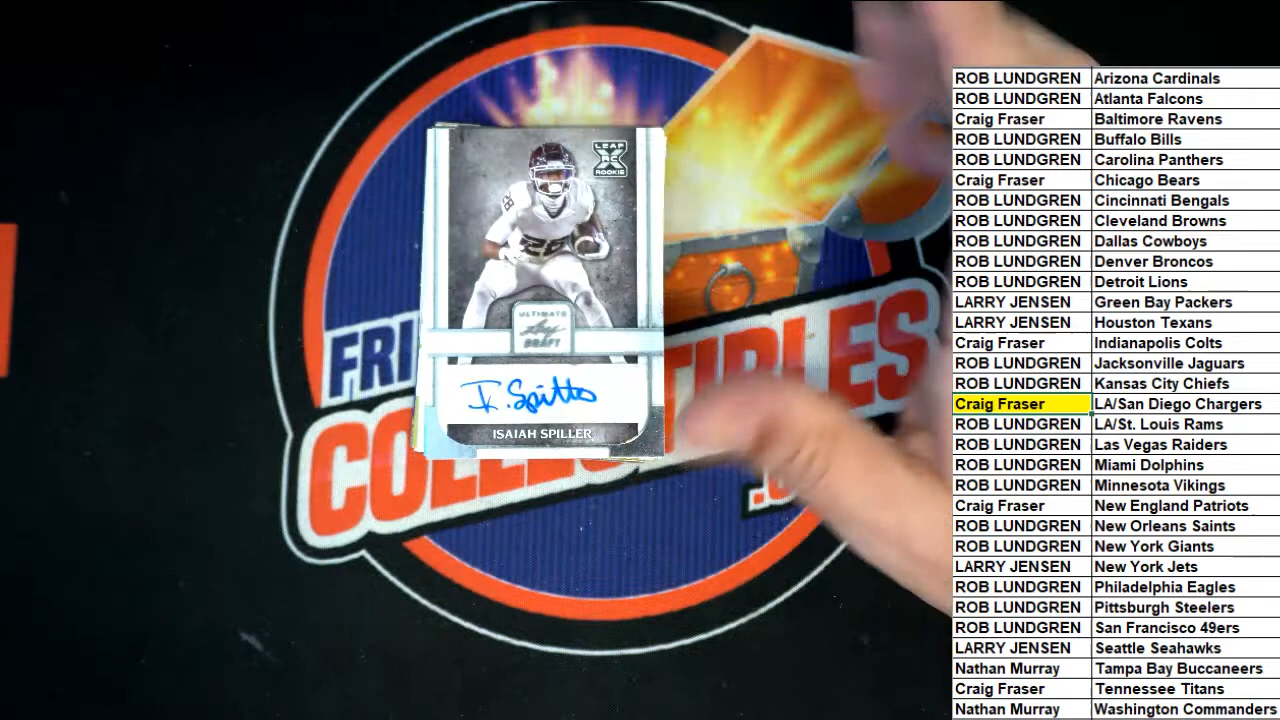 LEAF
RC
ROOKIE
28
28
ULTIMATE
Leaf
DRAFT
I. Spiller
ISAIAH SPILLER
FRI
COLLECTIBLES
.C
ROB LUNDGREN Arizona Cardinals
ROB LUNDGREN Atlanta Falcons
Craig Fraser Baltimore Ravens
ROB LUNDGREN Buffalo Bills
ROB LUNDGREN Carolina Panthers
Craig Fraser Chicago Bears
ROB LUNDGREN Cincinnati Bengals
ROB LUNDGREN Cleveland Browns
ROB LUNDGREN Dallas Cowboys
ROB LUNDGREN Denver Broncos
ROB LUNDGREN Detroit Lions
LARRY JENSEN Green Bay Packers
LARRY JENSEN Houston Texans
Craig Fraser Indianapolis Colts
ROB LUNDGREN Jacksonville Jaguars
ROB LUNDGREN Kansas City Chiefs
Craig Fraser LA/San Diego Chargers
ROB LUNDGREN LA/St. Louis Rams
ROB LUNDGREN Las Vegas Raiders
ROB LUNDGREN Miami Dolphins
ROB LUNDGREN Minnesota Vikings
Craig Fraser New England Patriots
ROB LUNDGREN New Orleans Saints
ROB LUNDGREN New York Giants
LARRY JENSEN New York Jets
ROB LUNDGREN Philadelphia Eagles
ROB LUNDGREN Pittsburgh Steelers
ROB LUNDGREN San Francisco 49ers
LARRY JENSEN Seattle Seahawks
Nathan Murray Tampa Bay Buccaneers
Craig Fraser Tennessee Titans
Nathan Murray Washington Commanders